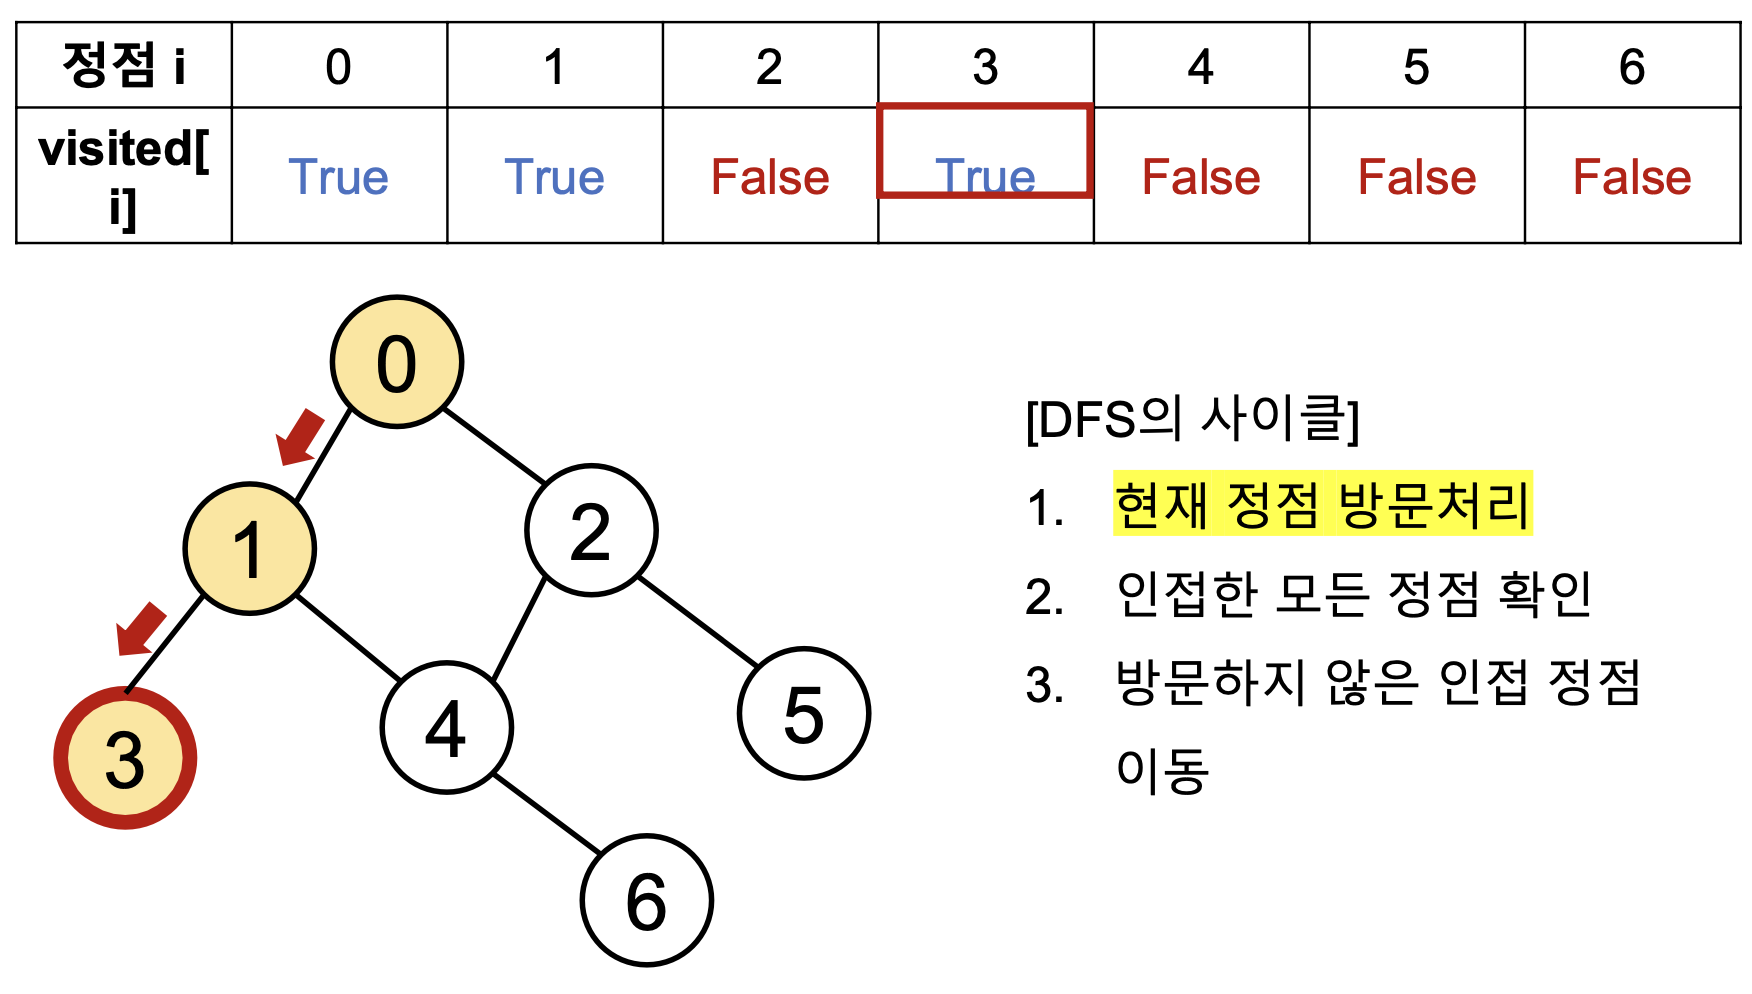 정점 i 0 1 2 3 4 5 6
visited[
i] True True False True False False False
0
1
2
3
4
5
6
[DFS의 사이클]
1. 현재 정점 방문처리
2. 인접한 모든 정점 확인
3. 방문하지 않은 인접 정점
이동